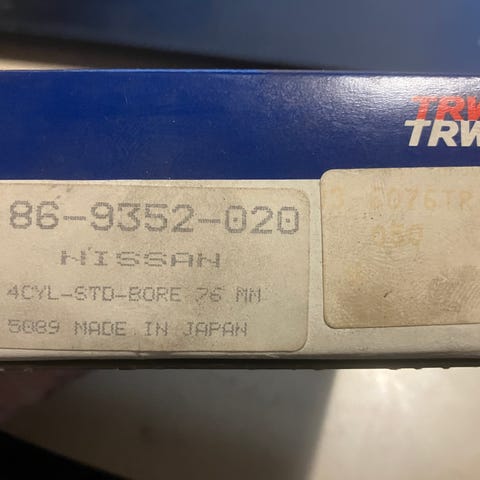 TRW
TRW
86-9352-020
NISSAN
4CYL-STD-BORE 76 MM
5089 MADE IN JAPAN